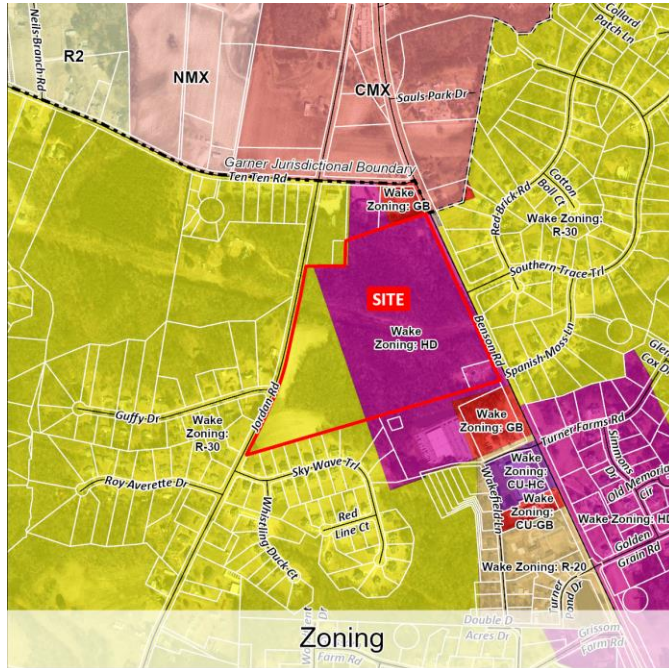 Neils-Branch-Rd
R2
NMX
CMX
Collard
Patch-Ln
Sauls Park Dr
Garner Jurisdictional Boundary
Ten Ten Rd
Wake
Zoning: GB
Cotton
Boll Ct
Red-Brick-Rd
Wake Zoning:
R-30
Southern-Trace-Trl
SITE
Wake
Zoning: HD
Benson-Rd
Spanish-Moss-Ln
Cox Dr
Jordan Rd
Guffy-Dr
Wake
Zoning:
R-30
Wake
Zoning: GB
Turner-Farms-Rd
Simmons
Dr
Sky-Wave-Trl
Roy Averette-Dr
Wake
Zoning:
CU-HC
Old Memorial
Cir
Wakefield-Ln
Wake
Zoning:
CU-GB
Wake Zoning: HD
Whistling-Duck-Ct
Red
Line Ct
Golden
Grain Rd
Wake Zoning: R-20
Turner
Pond Dr
Double D
Acres Dr
Grissom
Farm Rd
Zoning
Farm Rd